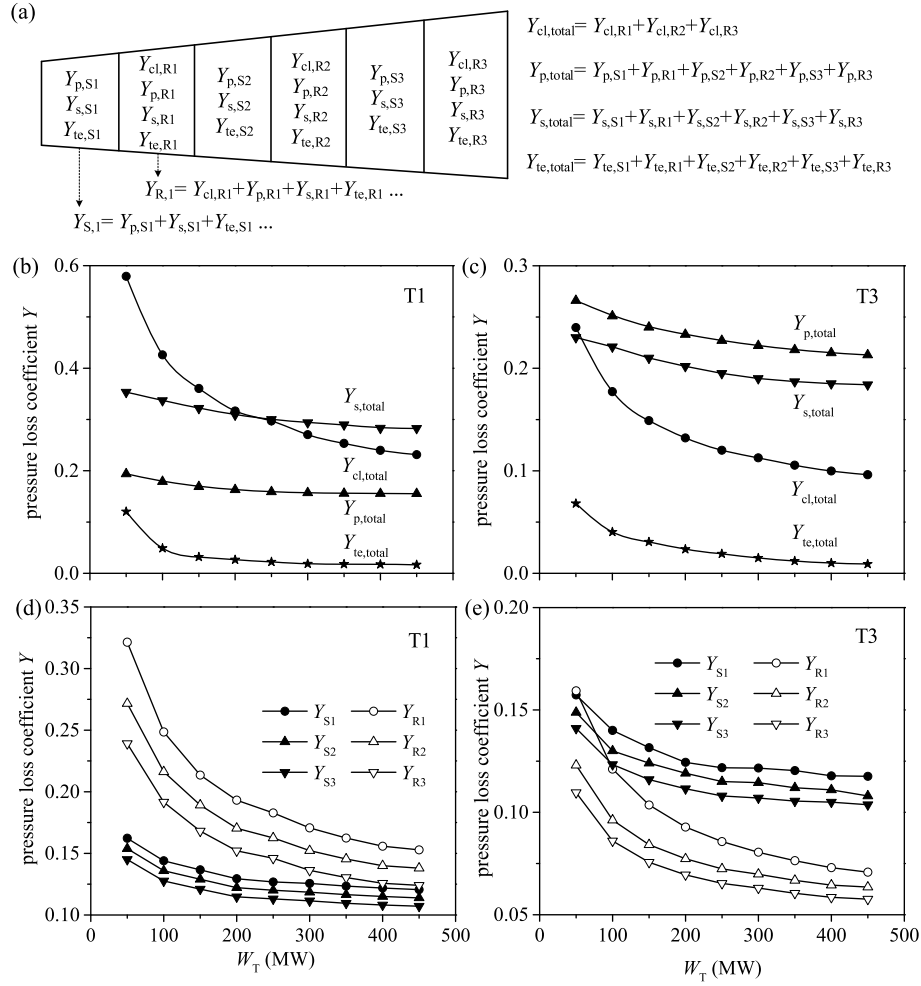 (a)
Y_p,S1
Y_s,S1
Y_te,S1
Y_cl,R1
Y_p,R1
Y_s,R1
Y_te,R1
Y_p,S2
Y_s,S2
Y_te,S2
Y_cl,R2
Y_p,R2
Y_s,R2
Y_te,R2
Y_p,S3
Y_s,S3
Y_te,S3
Y_cl,R3
Y_p,R3
Y_s,R3
Y_te,R3
Y_cl,total= Y_cl,R1+Y_cl,R2+Y_cl,R3
Y_p,total= Y_p,S1+Y_p,R1+Y_p,S2+Y_p,R2+Y_p,S3+Y_p,R3
Y_s,total= Y_s,S1+Y_s,R1+Y_s,S2+Y_s,R2+Y_s,S3+Y_s,R3
Y_te,total= Y_te,S1+Y_te,R1+Y_te,S2+Y_te,R2+Y_te,S3+Y_te,R3
Y_R,1= Y_cl,R1+Y_p,R1+Y_s,R1+Y_te,R1 ...
Y_S,1= Y_p,S1+Y_s,S1+Y_te,S1 ...
(b)
T1
pressure loss coefficient Y
0.6
0.4
0.2
0.0
Y_s,total
Y_cl,total
Y_p,total
Y_te,total
(c)
T3
pressure loss coefficient Y
0.3
0.2
0.1
0.0
Y_p,total
Y_s,total
Y_cl,total
Y_te,total
(d)
T1
pressure loss coefficient Y
0.35
0.30
0.25
0.20
0.15
0.10
Y_S1 Y_R1
Y_S2 Y_R2
Y_S3 Y_R3
0 100 200 300 400 500
W_T (MW)
(e)
T3
pressure loss coefficient Y
0.20
0.15
0.10
0.05
Y_S1 Y_R1
Y_S2 Y_R2
Y_S3 Y_R3
0 100 200 300 400 500
W_T (MW)